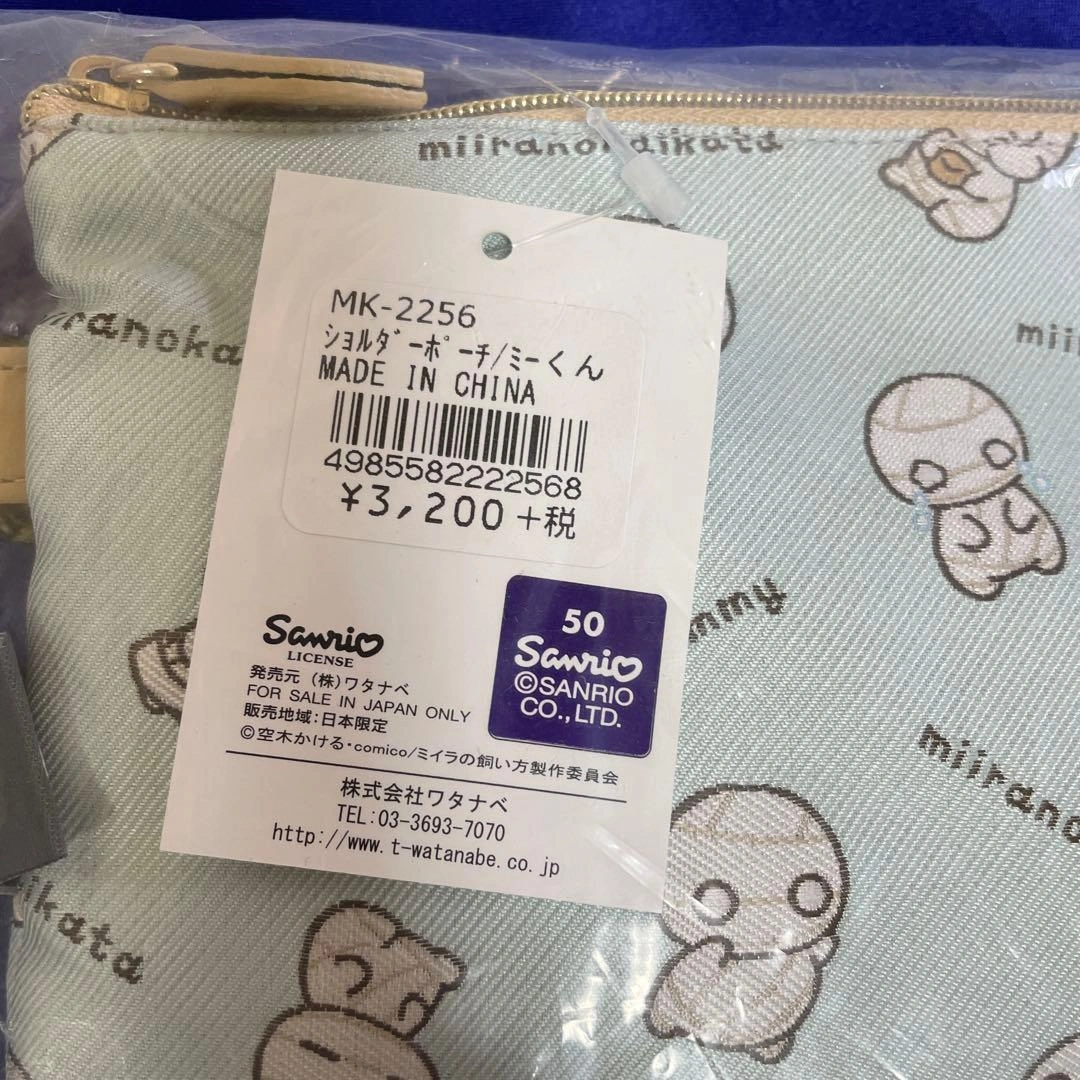 miiranokaikata
miiranoka
mii
MK-2256
ｼｮﾙﾀﾞｰﾎﾟｰﾁ/ﾐｰくん
MADE IN CHINA
4985582222568
¥3,200+税
mmy
50
Sanrio
©SANRIO
CO.,LTD.
Sanrio
LICENSE
発売元 (株)ワタナベ
FOR SALE IN JAPAN ONLY
販売地域:日本限定
©空木かける・comico/ミイラの飼い方製作委員会
株式会社ワタナベ
TEL:03-3693-7070
http://www.t-watanabe.co.jp
miirano
ikata